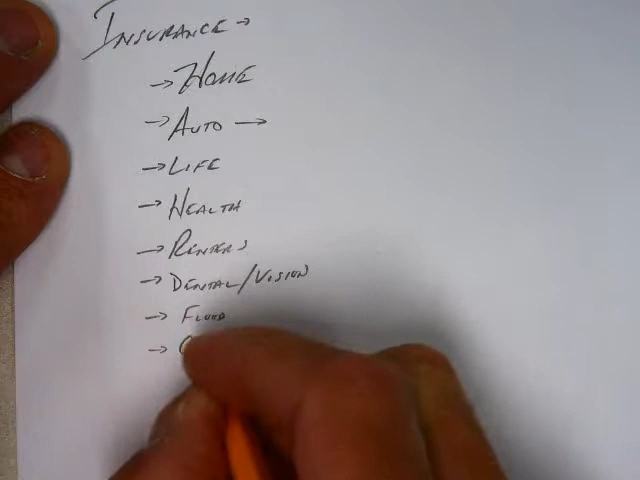 INSURANCE →
→ HOME
→ AUTO →
→ LIFE
→ HEALTH
→ RENTERS
→ DENTAL/VISION
→ FLOOD
→